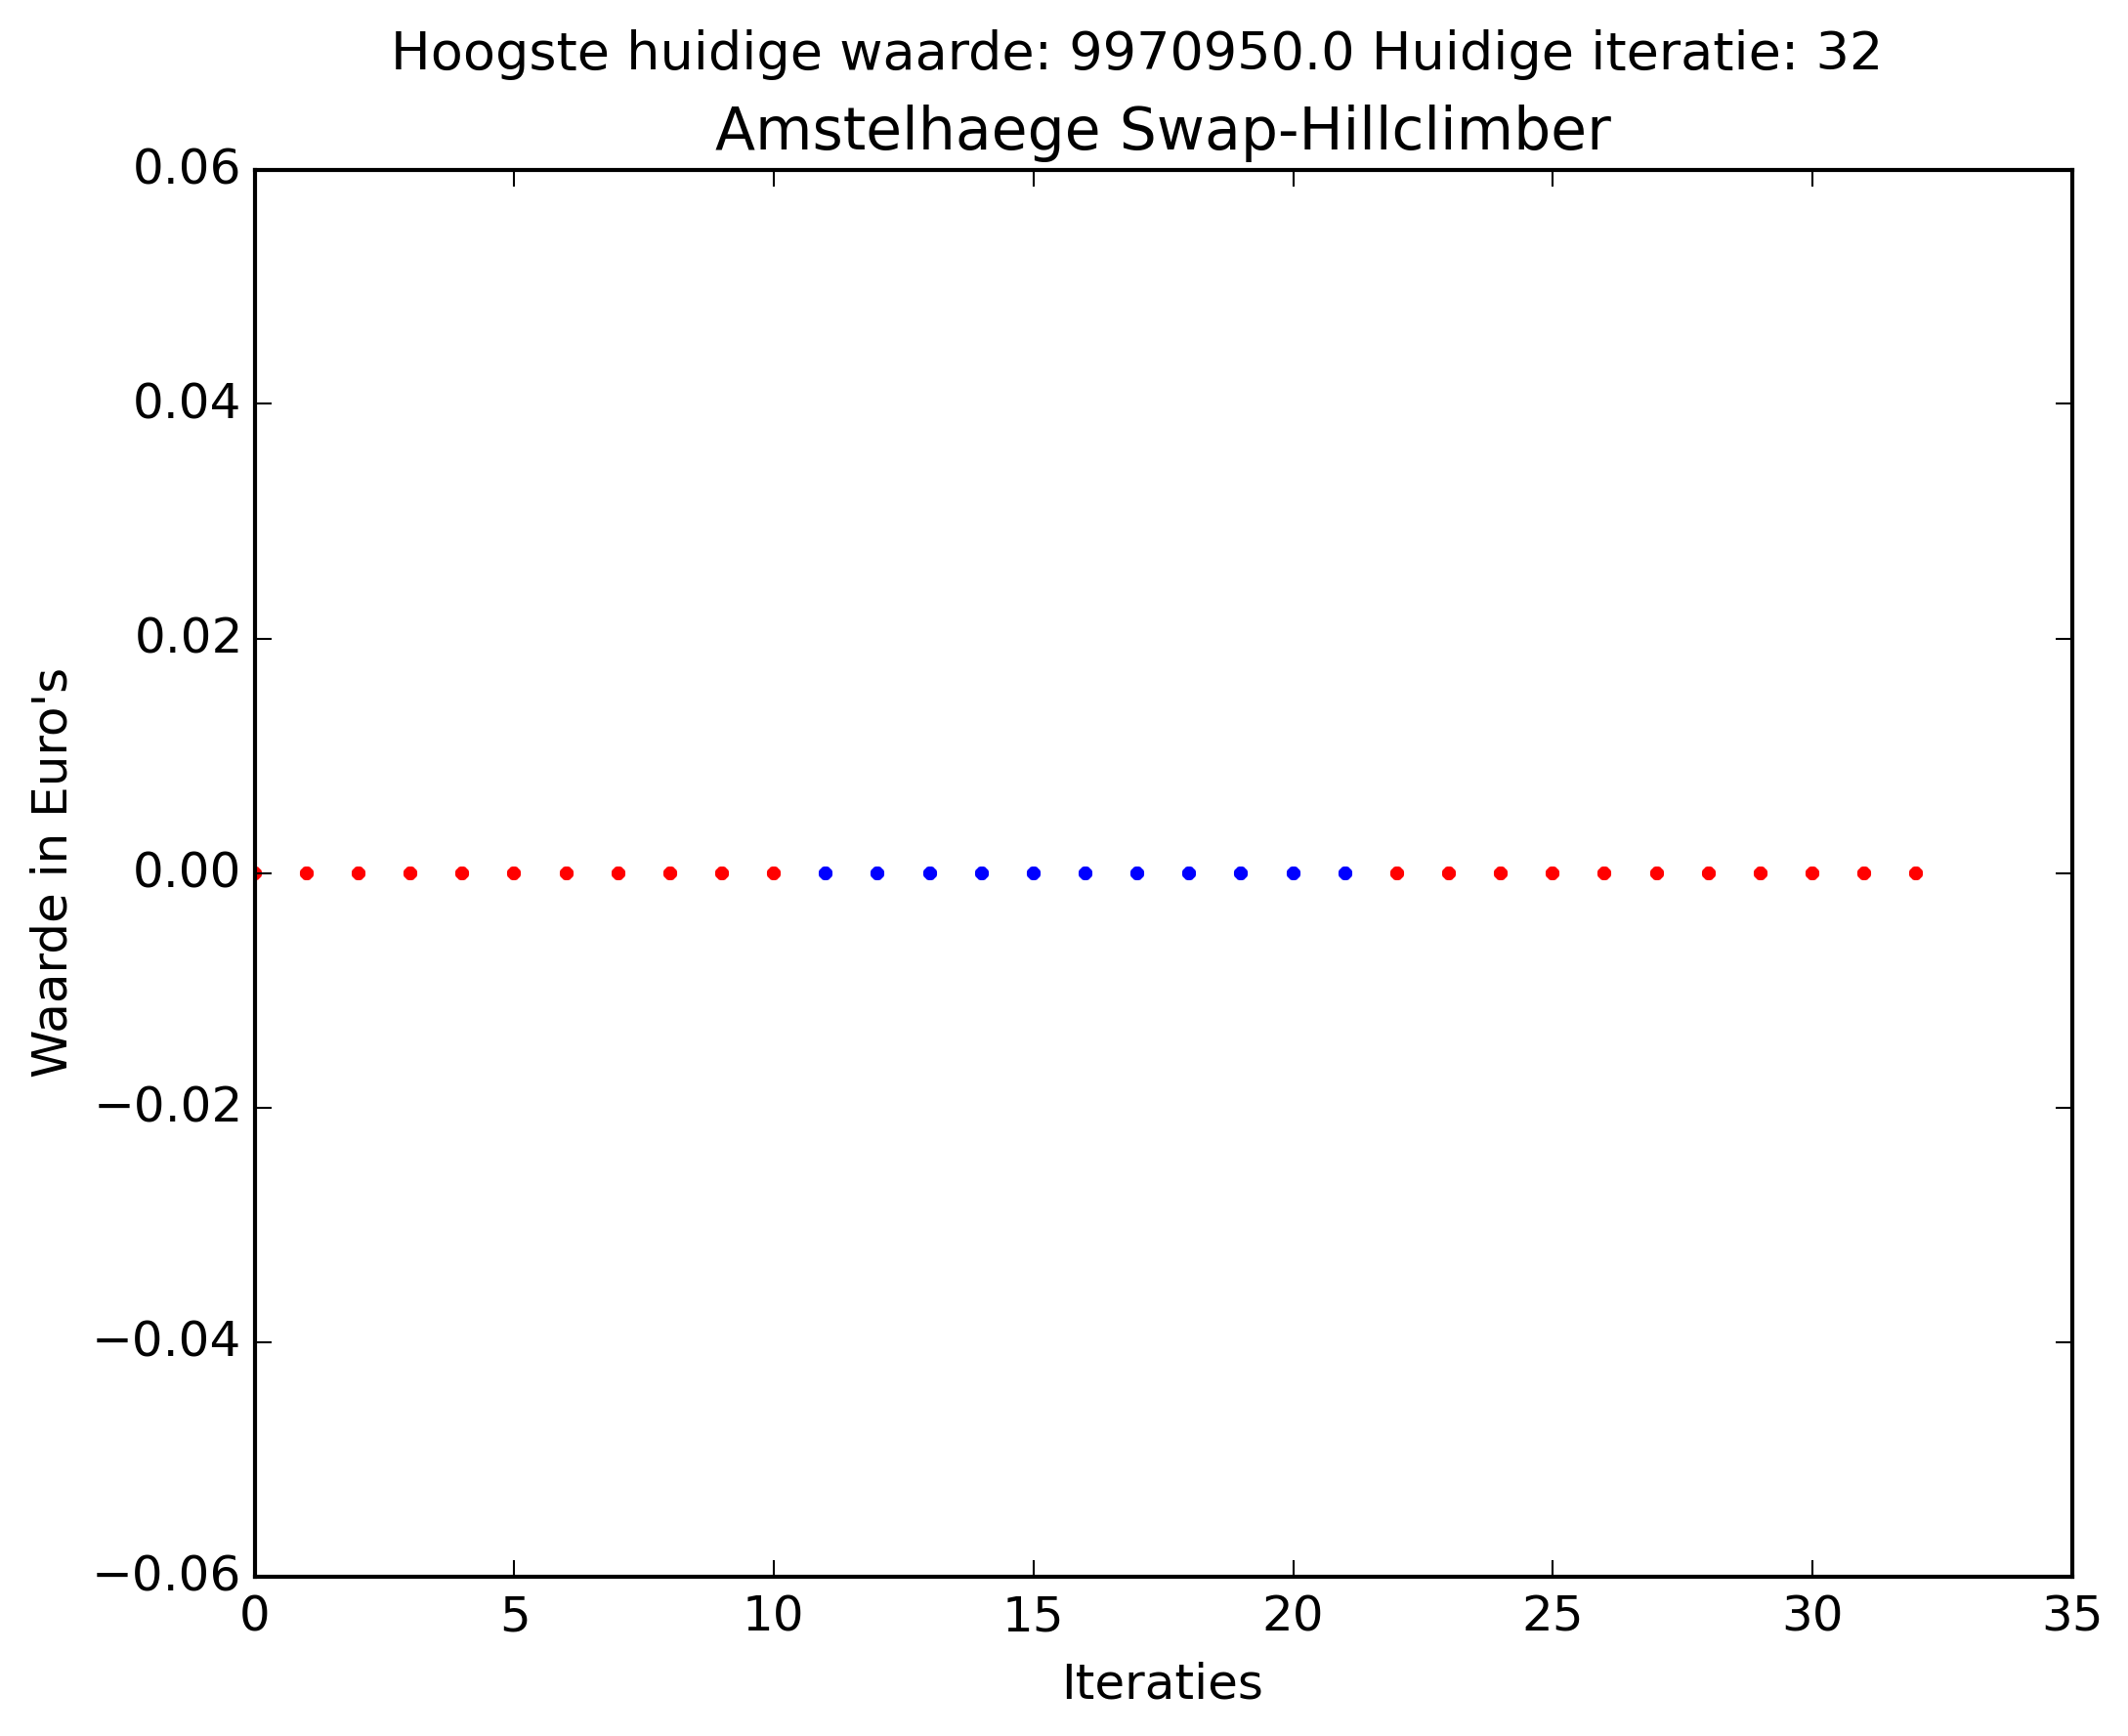 Hoogste huidige waarde: 9970950.0 Huidige iteratie: 32
Amstelhaege Swap-Hillclimber
0.06
0.04
0.02
0.00
−0.02
−0.04
−0.06
Waarde in Euro's
0 5 10 15 20 25 30 35
Iteraties